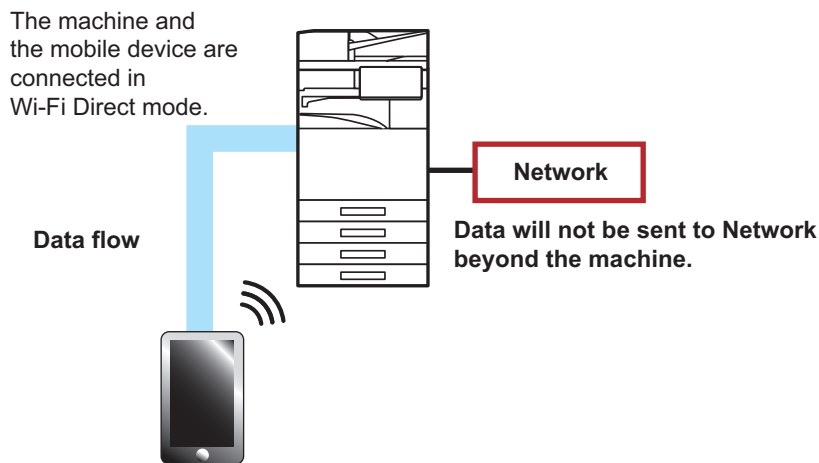 The machine and
the mobile device are
connected in
Wi-Fi Direct mode.
Network
Data flow
Data will not be sent to Network
beyond the machine.